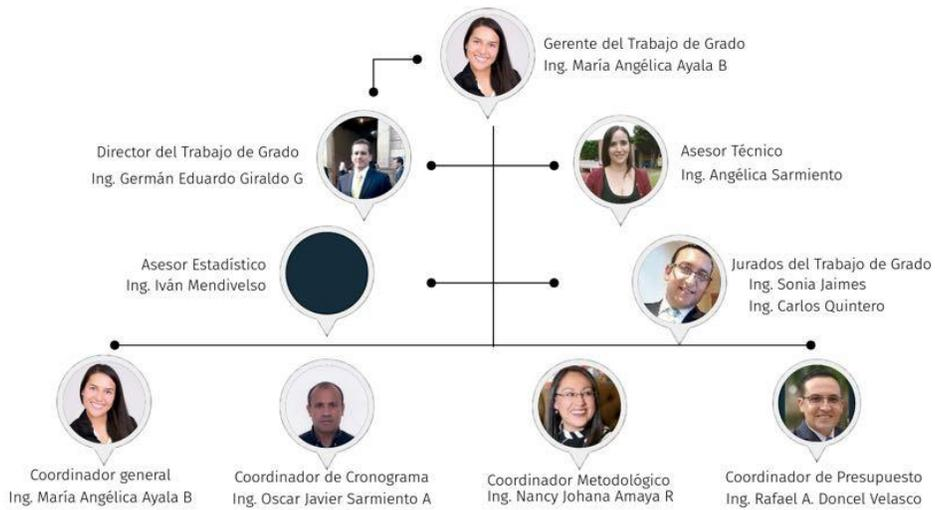 Gerente del Trabajo de Grado
Ing. María Angélica Ayala B
Director del Trabajo de Grado
Ing. Germán Eduardo Giraldo G
Asesor Técnico
Ing. Angélica Sarmiento
Asesor Estadístico
Ing. Iván Mendivelso
Jurados del Trabajo de Grado
Ing. Sonia Jaimes
Ing. Carlos Quintero
Coordinador general
Ing. María Angélica Ayala B
Coordinador de Cronograma
Ing. Oscar Javier Sarmiento A
Coordinador Metodológico
Ing. Nancy Johana Amaya R
Coordinador de Presupuesto
Ing. Rafael A. Doncel Velasco